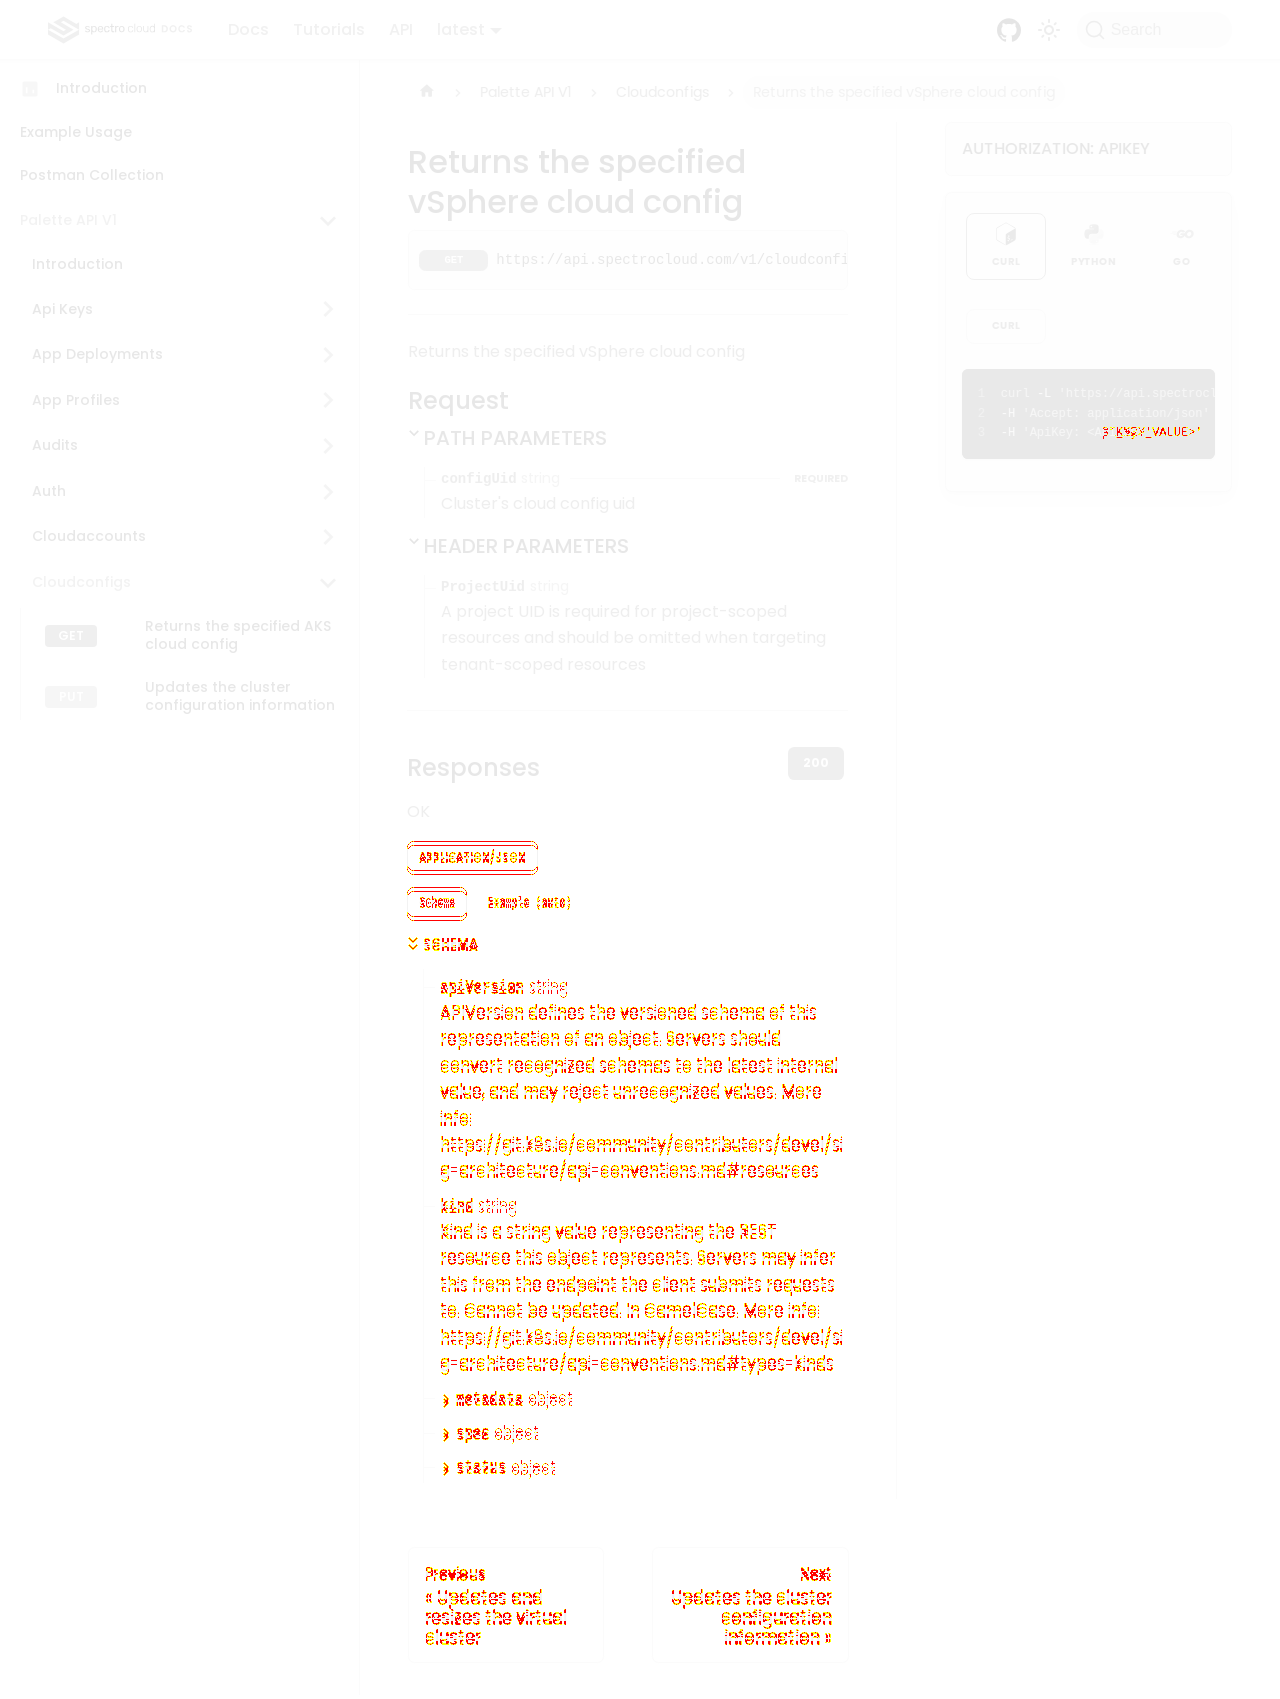 spectro cloud DOCS
Docs
Tutorials
API
latest
Search
Introduction
Example Usage
Postman Collection
Palette API V1
Introduction
Api Keys
App Deployments
App Profiles
Audits
Auth
Cloudaccounts
Cloudconfigs
GET
Returns the specified AKS
cloud config
PUT
Updates the cluster
configuration information
Palette API V1
Cloudconfigs
Returns the specified vSphere cloud config
Returns the specified
vSphere cloud config
GET
https://api.spectrocloud.com/v1/cloudconfi
Returns the specified vSphere cloud config
Request
PATH PARAMETERS
configUid string
REQUIRED
Cluster's cloud config uid
HEADER PARAMETERS
ProjectUid string
A project UID is required for project-scoped
resources and should be omitted when targeting
tenant-scoped resources
Responses
200
OK
APPLICATION/JSON
Schema
Example (auto)
SCHEMA
apiVersion string
APIVersion defines the versioned schema of this
representation of an object. Servers should
convert recognized schemas to the latest internal
value, and may reject unrecognized values. More
info:
https://git.k8s.io/community/contributors/devel/si
g-architecture/api-conventions.md#resources
kind string
Kind is a string value representing the REST
resource this object represents. Servers may infer
this from the endpoint the client submits requests
to. Cannot be updated. In CamelCase. More info:
https://git.k8s.io/community/contributors/devel/si
g-architecture/api-conventions.md#types-kinds
metadata object
spec object
status object
Previous
« Updates and
resizes the virtual
cluster
Next
Updates the cluster
configuration
information »
AUTHORIZATION: APIKEY
CURL
PYTHON
GO
GO
CURL
1 curl -L 'https://api.spectrocl
2 -H 'Accept: application/json'
3 -H 'ApiKey:
VALUE>'